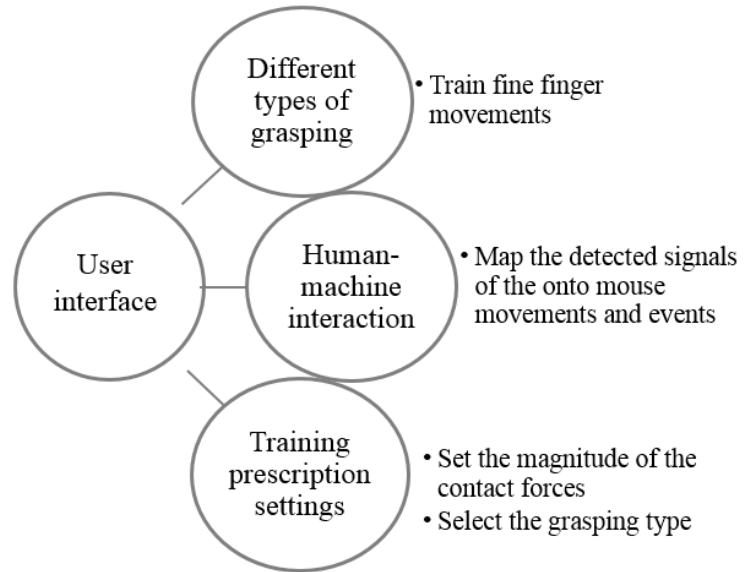 Different
types of
grasping
• Train fine finger
movements
User
interface
Human-
machine
interaction
• Map the detected signals
of the onto mouse
movements and events
Training
prescription
settings
• Set the magnitude of the
contact forces
• Select the grasping type